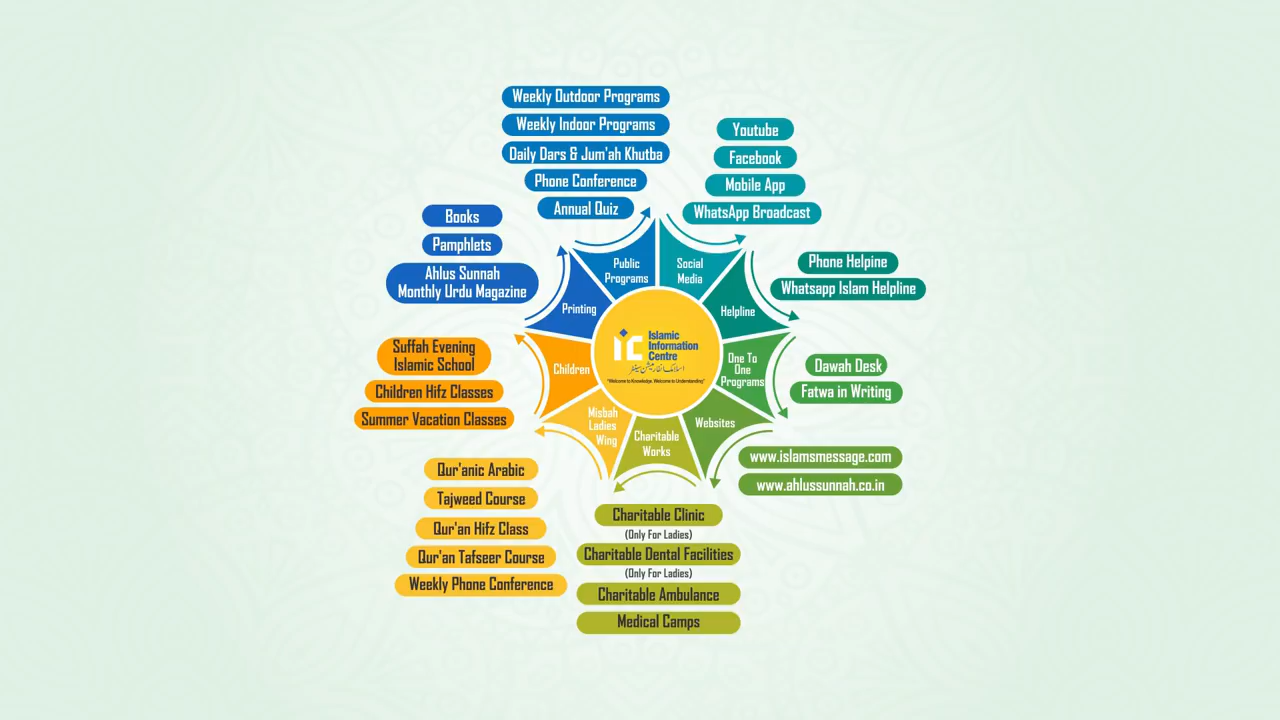 Weekly Outdoor Programs
Weekly Indoor Programs
Daily Dars & Jum'ah Khutba
Phone Conference
Annual Quiz
Public
Programs
Youtube
Facebook
Mobile App
WhatsApp Broadcast
Social
Media
Phone Helpine
Whatsapp Islam Helpline
Helpline
Dawah Desk
Fatwa in Writing
One To
One
Programs
www.islamsmessage.com
www.ahlussunnah.co.in
Websites
Charitable
Works
Charitable Clinic
(Only For Ladies)
Charitable Dental Facilities
(Only For Ladies)
Charitable Ambulance
Medical Camps
Misbah
Ladies
Wing
Qur'anic Arabic
Tajweed Course
Qur'an Hifz Class
Qur'an Tafseer Course
Weekly Phone Conference
Children
Suffah Evening
Islamic School
Children Hifz Classes
Summer Vacation Classes
Printing
Books
Pamphlets
Ahlus Sunnah
Monthly Urdu Magazine
iC
Islamic
Information
Centre
اسلامک انفارمیشن سینٹر
"Welcome to Knowledge. Welcome to Understanding"